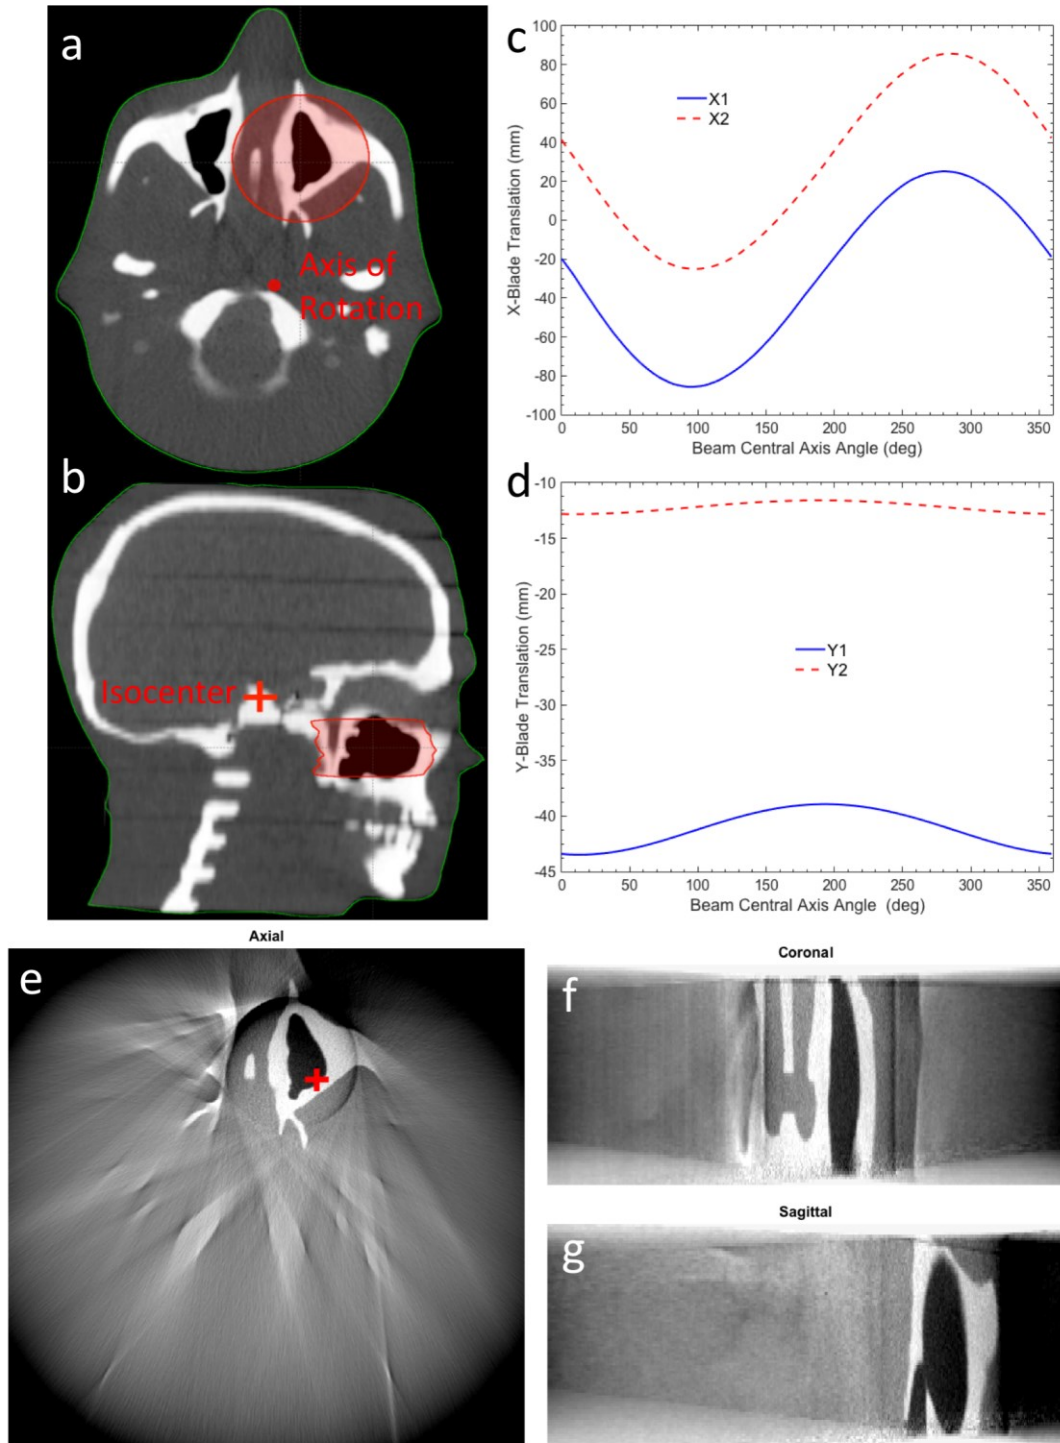 a
Axis of
Rotation
b
Isocenter
c
X1
X2
X-Blade Translation (mm)
100
80
60
40
20
0
-20
-40
-60
-80
-100
0 50 100 150 200 250 300 350
Beam Central Axis Angle (deg)
d
Y1
Y2
Y-Blade Translation (mm)
-10
-15
-20
-25
-30
-35
-40
-45
0 50 100 150 200 250 300 350
Beam Central Axis Angle (deg)
Axial
e
Coronal
f
Sagittal
g